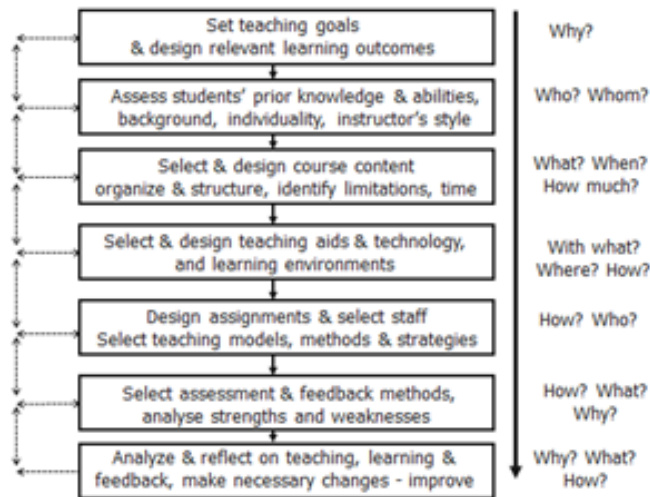 Set teaching goals
& design relevant learning outcomes
Why?
Assess students' prior knowledge & abilities,
background, individuality, instructor's style
Who? Whom?
Select & design course content
organize & structure, identify limitations, time
What? When?
How much?
Select & design teaching aids & technology,
and learning environments
With what?
Where? How?
Design assignments & select staff
Select teaching models, methods & strategies
How? Who?
Select assessment & feedback methods,
analyse strengths and weaknesses
How? What?
Why?
Analyze & reflect on teaching, learning &
feedback, make necessary changes - improve
Why? What?
How?